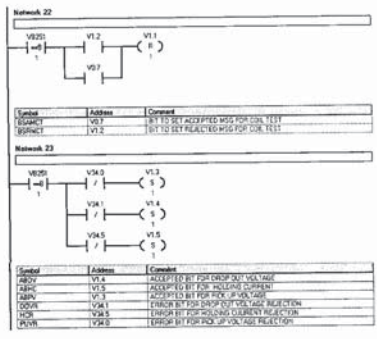 Network 22
VB251
V1.2
V1.1
==B
R
1
1
V0.7
Symbol Address Comment
BSAMCT V0.7 BIT TO SET ACCEPTED MSG FOR COIL TEST
BSRMCT V1.2 BIT TO SET REJECTED MSG FOR COIL TEST
Network 23
VB251
V34.0
V1.3
==B
/
S
1
1
V34.1
V1.4
/
S
1
V34.5
V1.5
/
S
1
Symbol Address Comment
ABDV V1.4 ACCEPTED BIT FOR DROP OUT VOLTAGE
ABHC V1.5 ACCEPTED BIT FOR HOLDING CURRENT
ABPV V1.3 ACCEPTED BIT FOR PICK UP VOLTAGE
DOVR V34.1 ERROR BIT FOR DROP OUT VOLTAGE REJECTION
HCR V34.5 ERROR BIT FOR HOLDING CURRENT REJECTION
PUVR V34.0 ERROR BIT FOR PICK UP VOLTAGE REJECTION